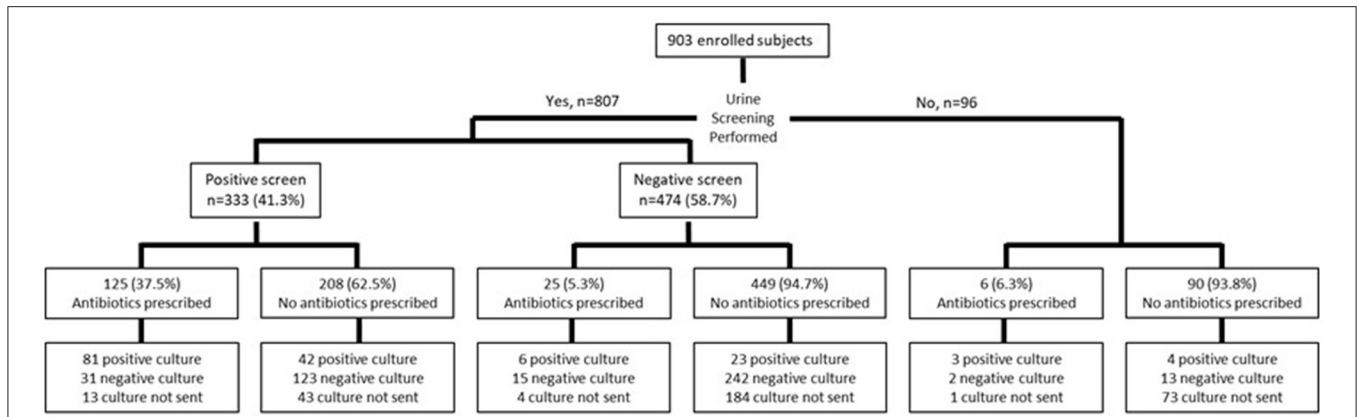 903 enrolled subjects
Yes, n=807
Urine
Screening
Performed
No, n=96
Positive screen
n=333 (41.3%)
Negative screen
n=474 (58.7%)
125 (37.5%)
Antibiotics prescribed
208 (62.5%)
No antibiotics prescribed
25 (5.3%)
Antibiotics prescribed
449 (94.7%)
No antibiotics prescribed
6 (6.3%)
Antibiotics prescribed
90 (93.8%)
No antibiotics prescribed
81 positive culture
31 negative culture
13 culture not sent
42 positive culture
123 negative culture
43 culture not sent
6 positive culture
15 negative culture
4 culture not sent
23 positive culture
242 negative culture
184 culture not sent
3 positive culture
2 negative culture
1 culture not sent
4 positive culture
13 negative culture
73 culture not sent